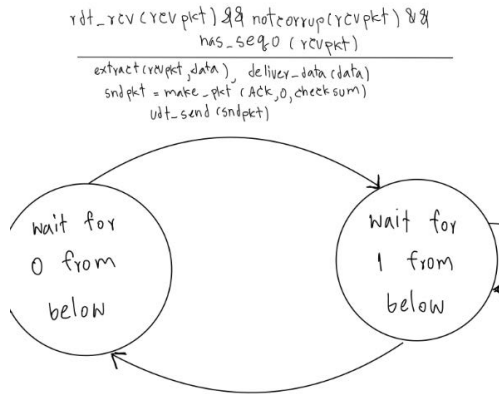 rdt_rcv(rcvpkt) && notcorrup(rcvpkt) &&
has_seq0 (rcvpkt)
extract(rcvpkt,data), deliver_data(data)
sndpkt = make_pkt (ACK,0,checksum)
udt_send(sndpkt)
wait for
0 from
below
wait for
1 from
below